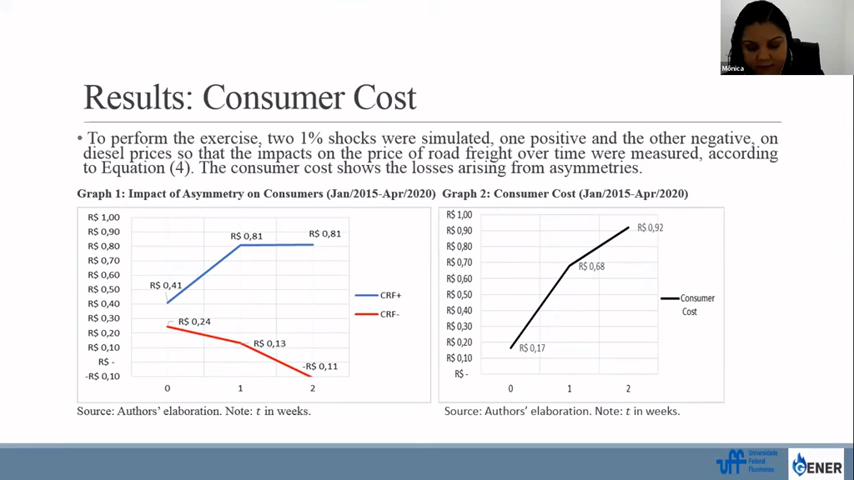 Mônica
Results: Consumer Cost
• To perform the exercise, two 1% shocks were simulated, one positive and the other negative, on
diesel prices so that the impacts on the price of road freight over time were measured, according
to Equation (4). The consumer cost shows the losses arising from asymmetries.
Graph 1: Impact of Asymmetry on Consumers (Jan/2015-Apr/2020)
R$ 1,00
R$ 0,90
R$ 0,80
R$ 0,70
R$ 0,60
R$ 0,50
R$ 0,40
R$ 0,30
R$ 0,20
R$ 0,10
R$ -
-R$ 0,10
R$ 0,41
R$ 0,81
R$ 0,81
R$ 0,24
R$ 0,13
-R$ 0,11
0
1
2
CRF+
CRF-
Source: Authors' elaboration. Note: t in weeks.
Graph 2: Consumer Cost (Jan/2015-Apr/2020)
R$ 1,00
R$ 0,90
R$ 0,80
R$ 0,70
R$ 0,60
R$ 0,50
R$ 0,40
R$ 0,30
R$ 0,20
R$ 0,10
R$ -
R$ 0,17
R$ 0,68
R$ 0,92
0
1
2
Consumer
Cost
Source: Authors' elaboration. Note: t in weeks.
uff
Universidade
Federal
Fluminense
GENER